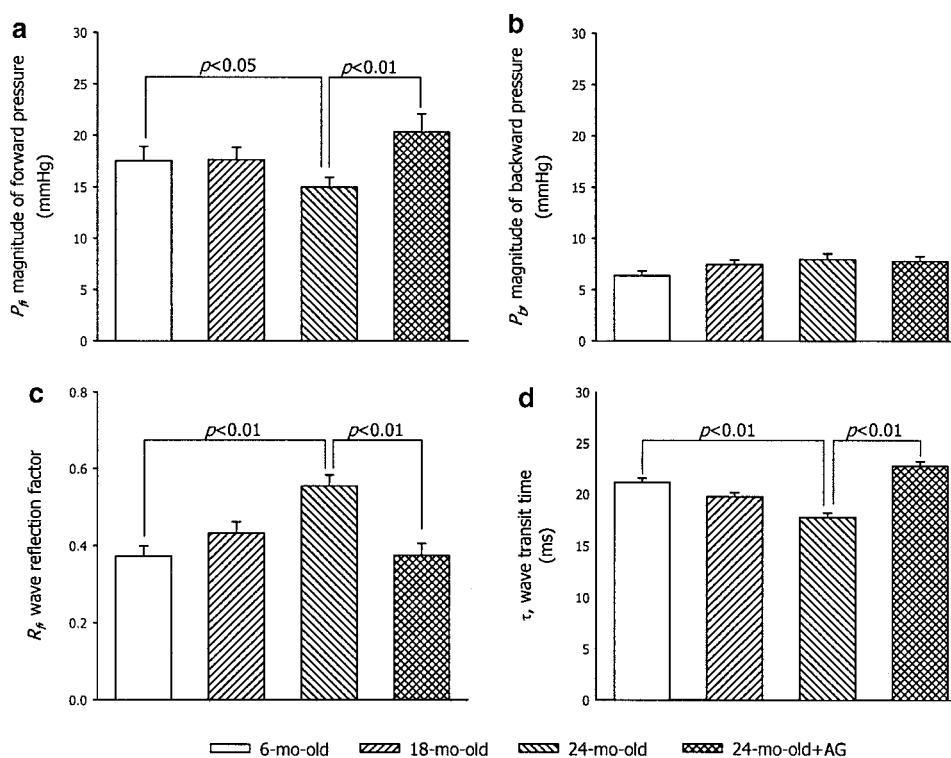 a
30
25
20
15
10
5
0
P_f, magnitude of forward pressure
(mmHg)
p<0.05
p<0.01
b
30
25
20
15
10
5
0
P_b, magnitude of backward pressure
(mmHg)
c
0.8
0.6
0.4
0.2
0.0
R_f, wave reflection factor
p<0.01
p<0.01
d
30
25
20
15
10
5
0
τ, wave transit time
(ms)
p<0.01
p<0.01
6-mo-old
18-mo-old
24-mo-old
24-mo-old+AG